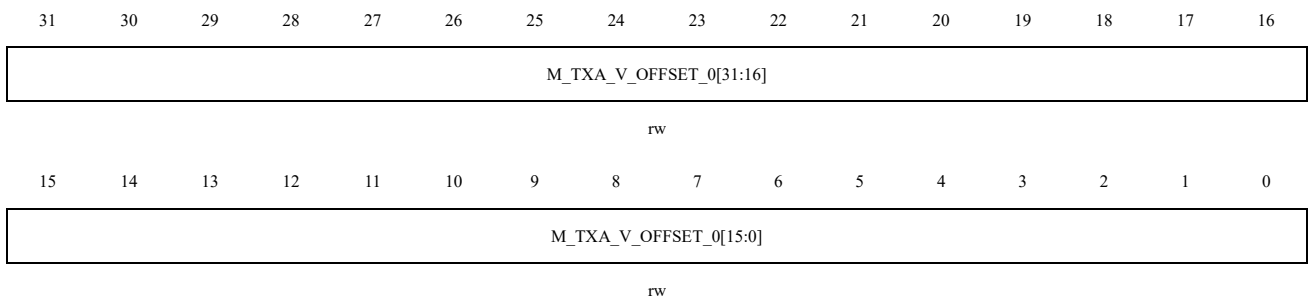 31 30 29 28 27 26 25 24 23 22 21 20 19 18 17 16
M_TXA_V_OFFSET_0[31:16]
rw
15 14 13 12 11 10 9 8 7 6 5 4 3 2 1 0
M_TXA_V_OFFSET_0[15:0]
rw